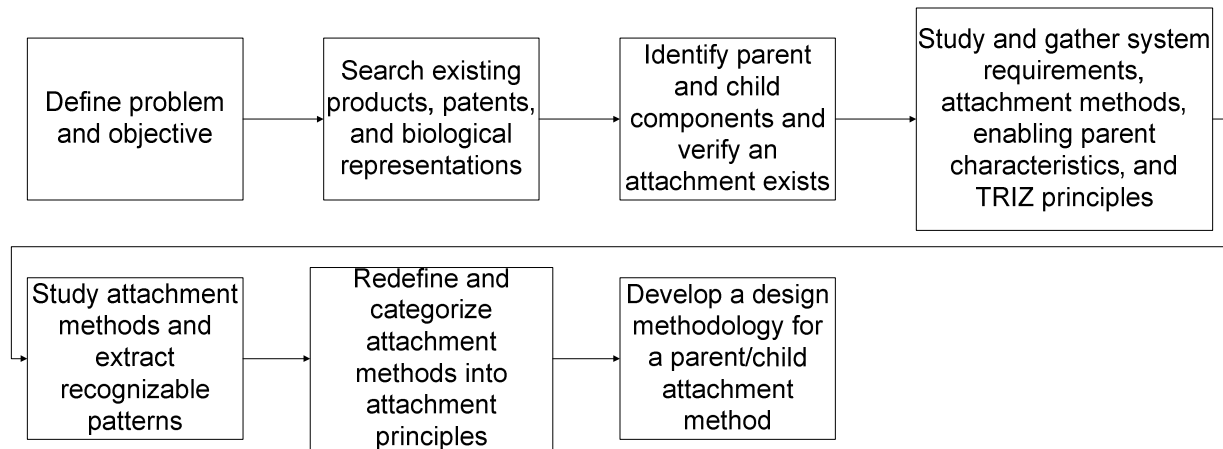 Define problem
and objective
Search existing
products, patents,
and biological
representations
Identify parent
and child
components and
verify an
attachment exists
Study and gather system
requirements,
attachment methods,
enabling parent
characteristics, and
TRIZ principles
Study attachment
methods and
extract
recognizable
patterns
Redefine and
categorize
attachment
methods into
attachment
principles
Develop a design
methodology for
a parent/child
attachment
method